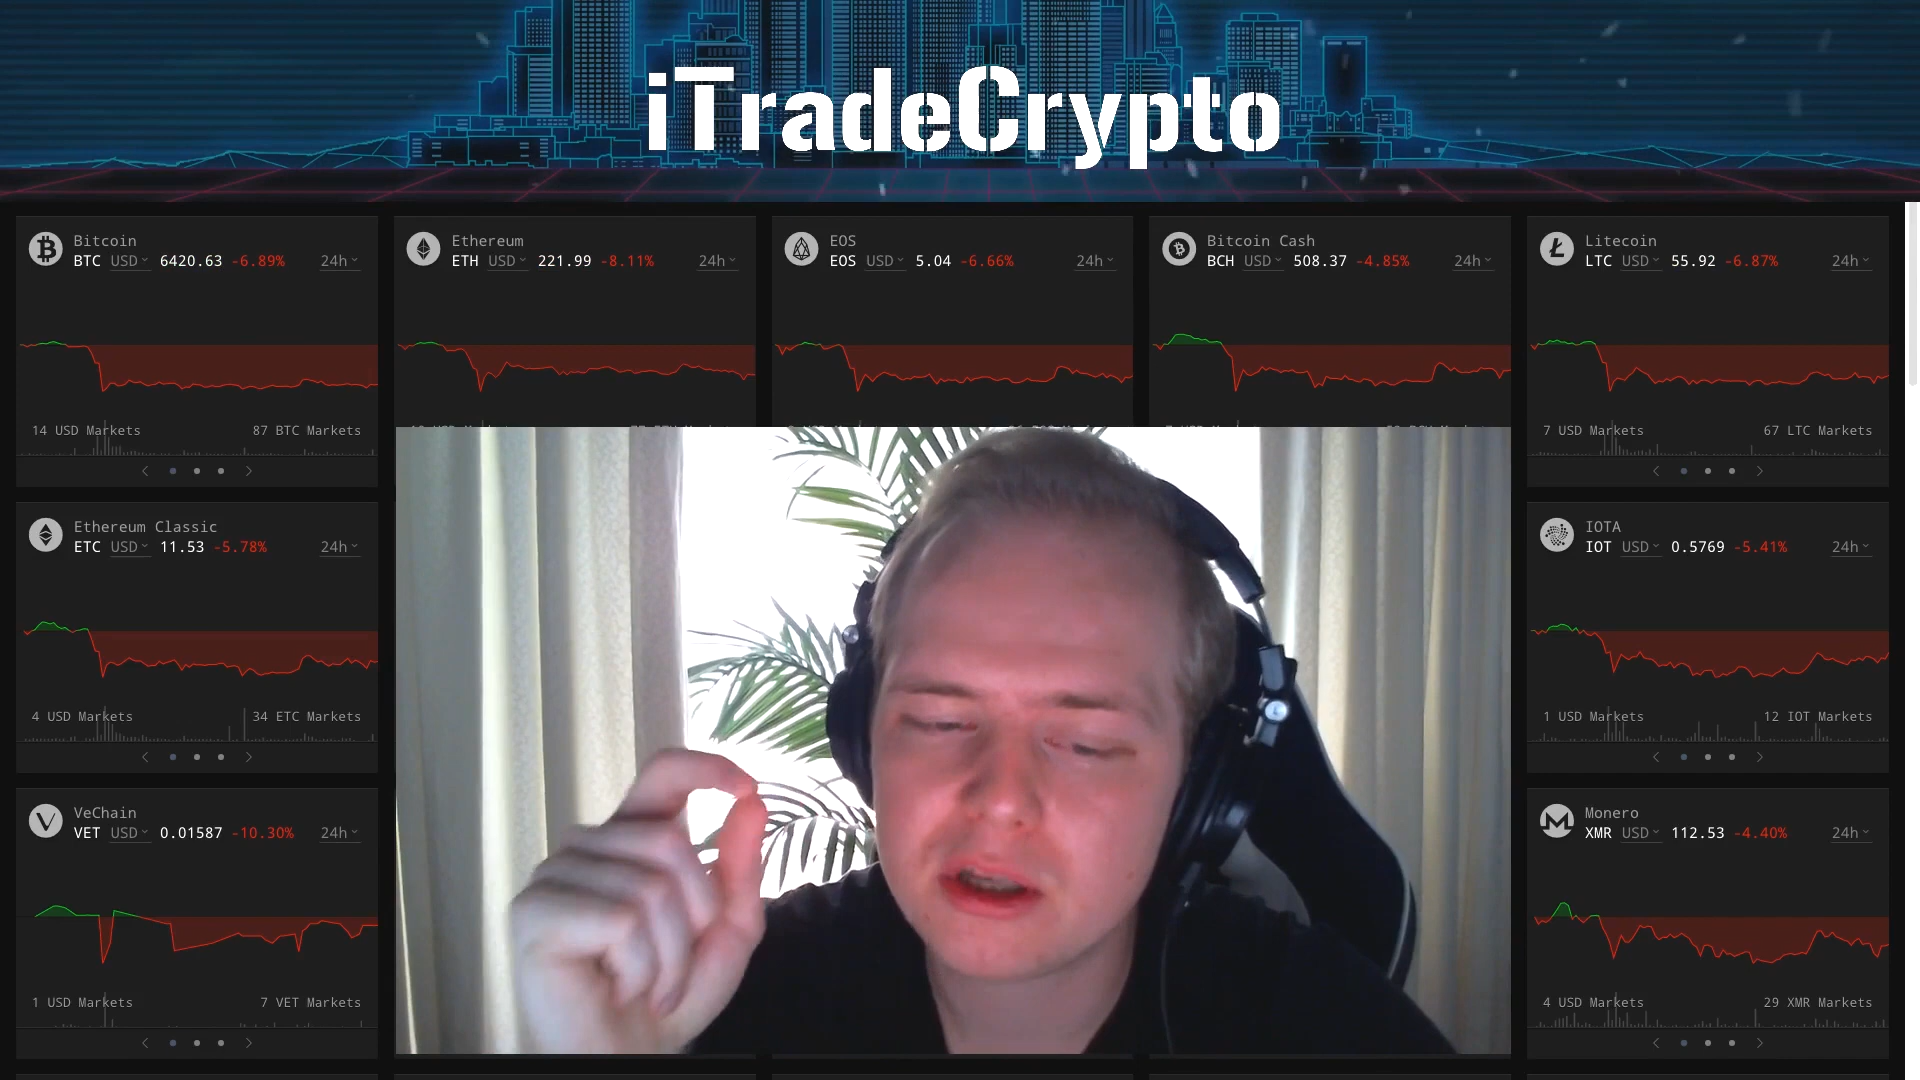 iTradeCrypto
Bitcoin
BTC USD 6420.63 -6.89% 24h
14 USD Markets 87 BTC Markets
Ethereum
ETH USD 221.99 -8.11% 24h
EOS
EOS USD 5.04 -6.66% 24h
Bitcoin Cash
BCH USD 508.37 -4.85% 24h
Litecoin
LTC USD 55.92 -6.87% 24h
7 USD Markets 67 LTC Markets
Ethereum Classic
ETC USD 11.53 -5.78% 24h
4 USD Markets 34 ETC Markets
IOTA
IOT USD 0.5769 -5.41% 24h
1 USD Markets 12 IOT Markets
VeChain
VET USD 0.01587 -10.30% 24h
1 USD Markets 7 VET Markets
Monero
XMR USD 112.53 -4.40% 24h
4 USD Markets 29 XMR Markets